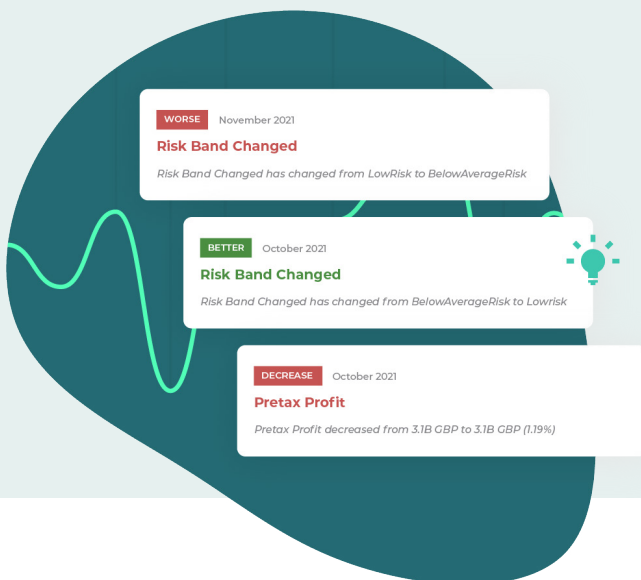 WORSE November 2021
Risk Band Changed
Risk Band Changed has changed from LowRisk to BelowAverageRisk
BETTER October 2021
Risk Band Changed
Risk Band Changed has changed from BelowAverageRisk to Lowrisk
DECREASE October 2021
Pretax Profit
Pretax Profit decreased from 3.1B GBP to 3.1B GBP (1.19%)